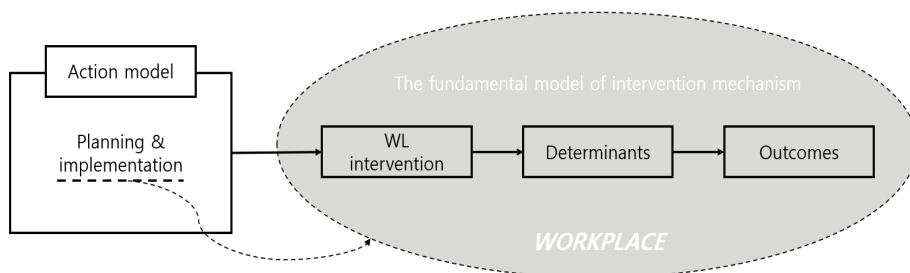 Action model
Planning &
implementation
The fundamental model of intervention mechanism
WL
intervention
Determinants
Outcomes
WORKPLACE